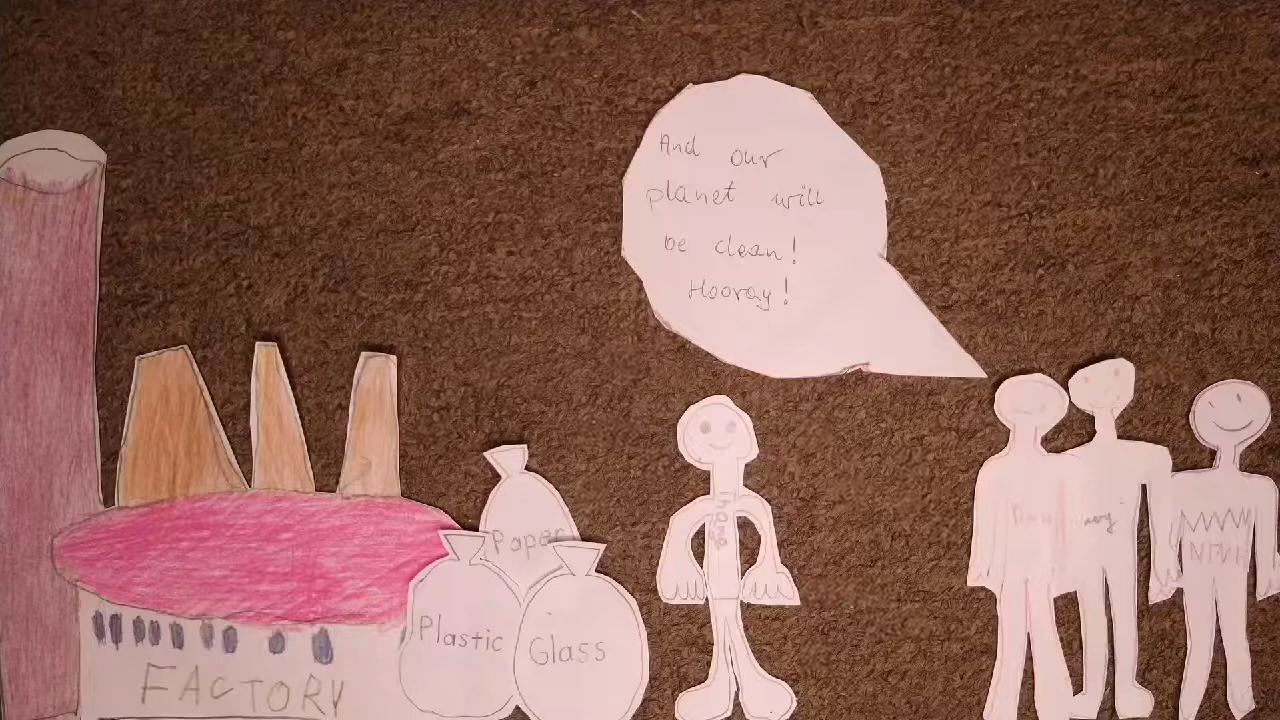 And our
planet will
be clean!
Hooray!
Paper
Plastic
Glass
FACTORY